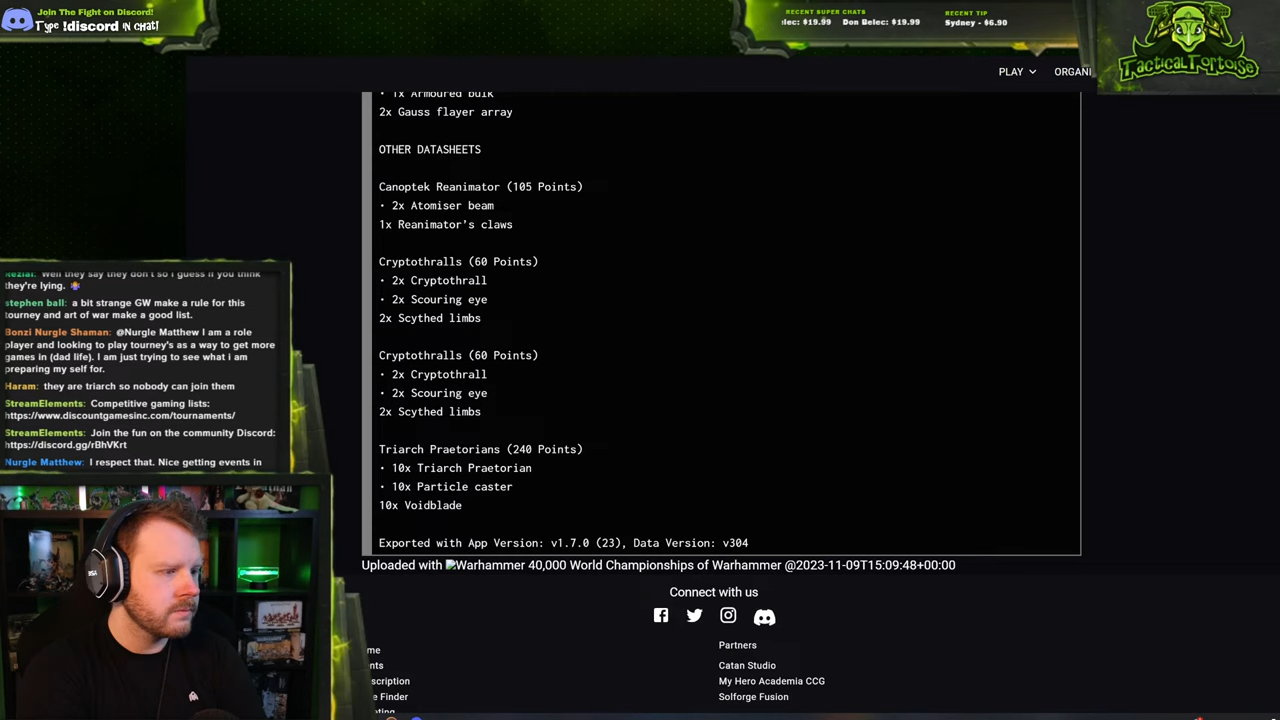 Join The Fight on Discord!
Type !discord in chat!
RECENT SUPER CHATS
lec: $19.99 Don Belec: $19.99
RECENT TIP
Sydney - $6.90
TacticalTortoise
PLAY
ORGANI
• 1x Armoured bulk
2x Gauss flayer array
OTHER DATASHEETS
Canoptek Reanimator (105 Points)
• 2x Atomiser beam
1x Reanimator’s claws
Cryptothralls (60 Points)
• 2x Cryptothrall
• 2x Scouring eye
2x Scythed limbs
Cryptothralls (60 Points)
• 2x Cryptothrall
• 2x Scouring eye
2x Scythed limbs
Triarch Praetorians (240 Points)
• 10x Triarch Praetorian
• 10x Particle caster
10x Voidblade
Exported with App Version: v1.7.0 (23), Data Version: v304
Uploaded with Warhammer 40,000 World Championships of Warhammer @2023-11-09T15:09:48+00:00
Connect with us
Partners
Catan Studio
My Hero Academia CCG
Solforge Fusion
me
nts
scription
e Finder
Rezial: Well they say they don't so i guess if you think
they're lying.
stephen ball: a bit strange GW make a rule for this
tourney and art of war make a good list.
Bonzi Nurgle Shaman: @Nurgle Matthew I am a role
player and looking to play tourney's as a way to get more
games in (dad life). I am just trying to see what i am
preparing my self for.
Haram: they are triarch so nobody can join them
StreamElements: Competitive gaming lists:
https://www.discountgamesinc.com/tournaments/
StreamElements: Join the fun on the community Discord:
https://discord.gg/rBhVKrt
Nurgle Matthew: I respect that. Nice getting events in